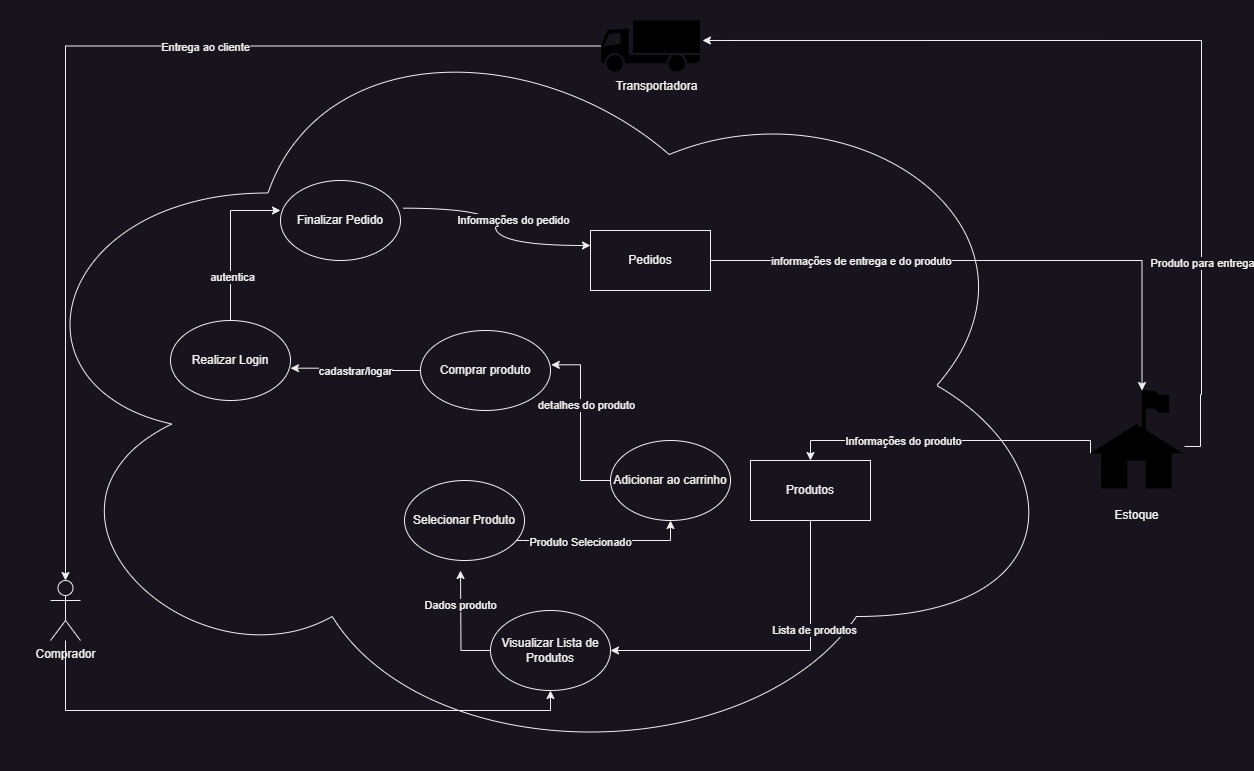 Entrega ao cliente
Transportadora
Finalizar Pedido
Informações do pedido
Pedidos
informações de entrega e do produto
Produto para entrega
autentica
Realizar Login
cadastrar/logar
Comprar produto
detalhes do produto
Informações do produto
Adicionar ao carrinho
Produtos
Estoque
Selecionar Produto
Produto Selecionado
Dados produto
Lista de produtos
Visualizar Lista de
Produtos
Comprador